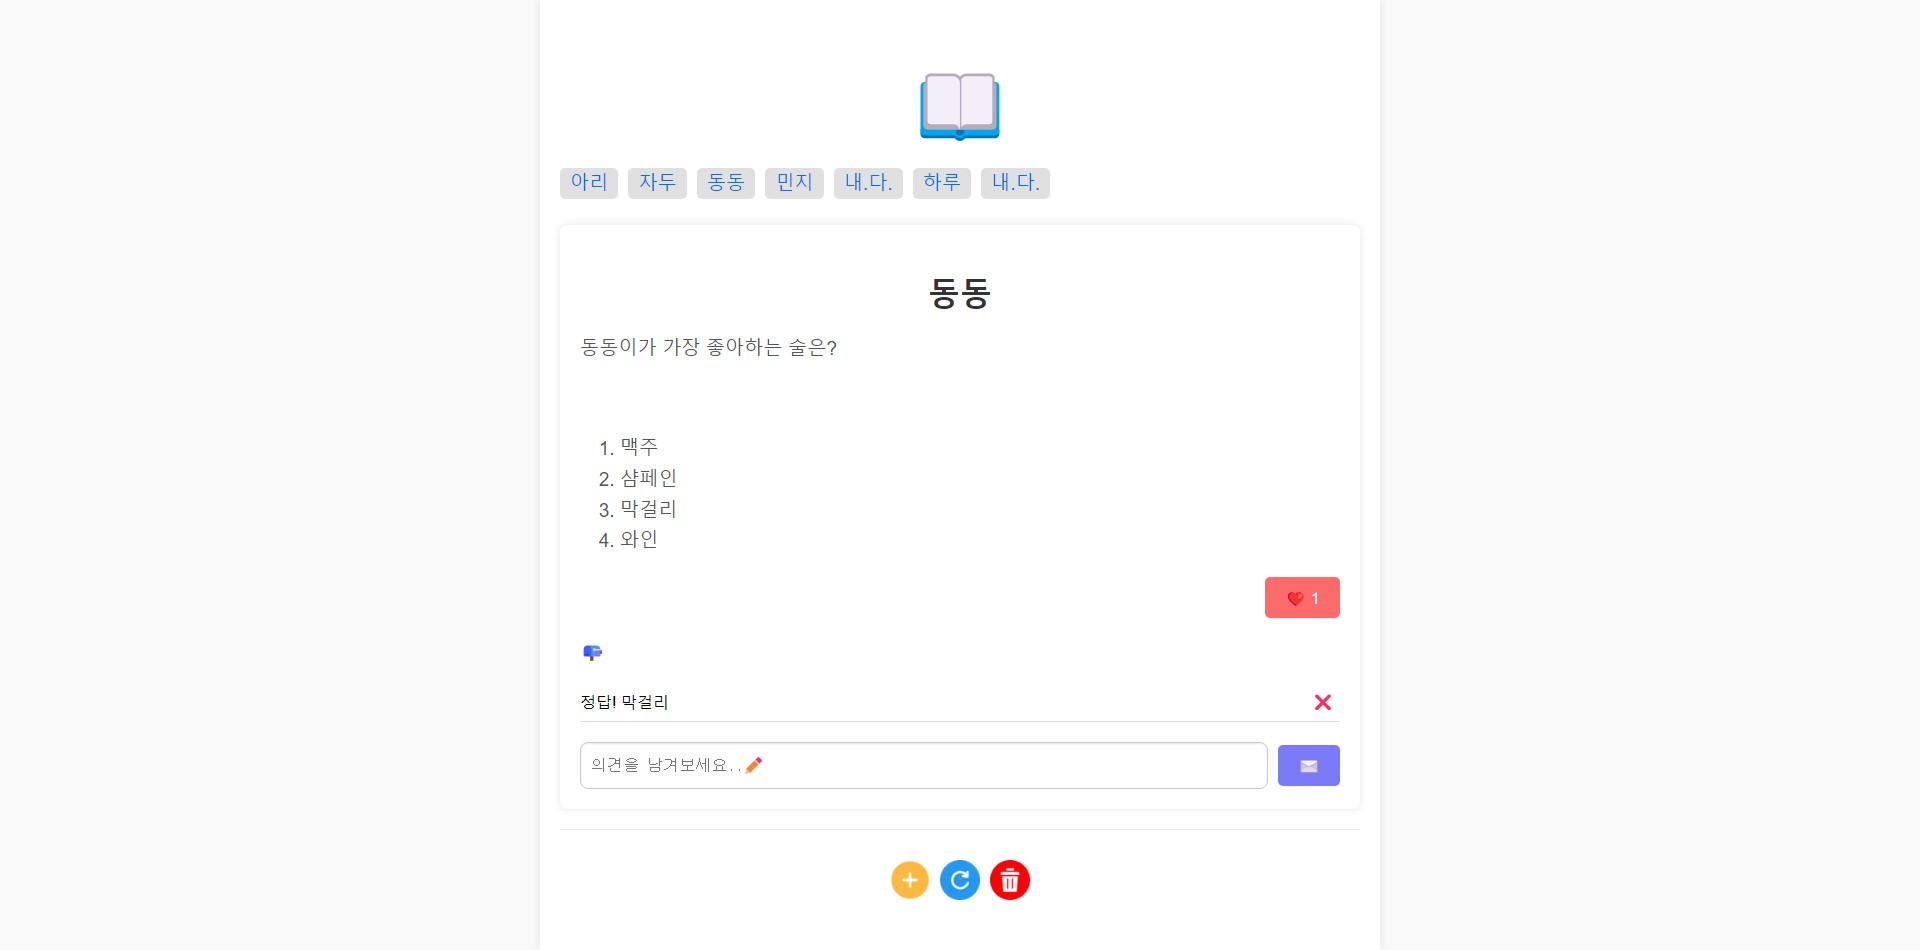 아리 자두 동동 민지 내.다. 하루 내.다.
동동
동동이가 가장 좋아하는 술은?
1. 맥주
2. 샴페인
3. 막걸리
4. 와인
1
정답! 막걸리
의견을 남겨보세요..